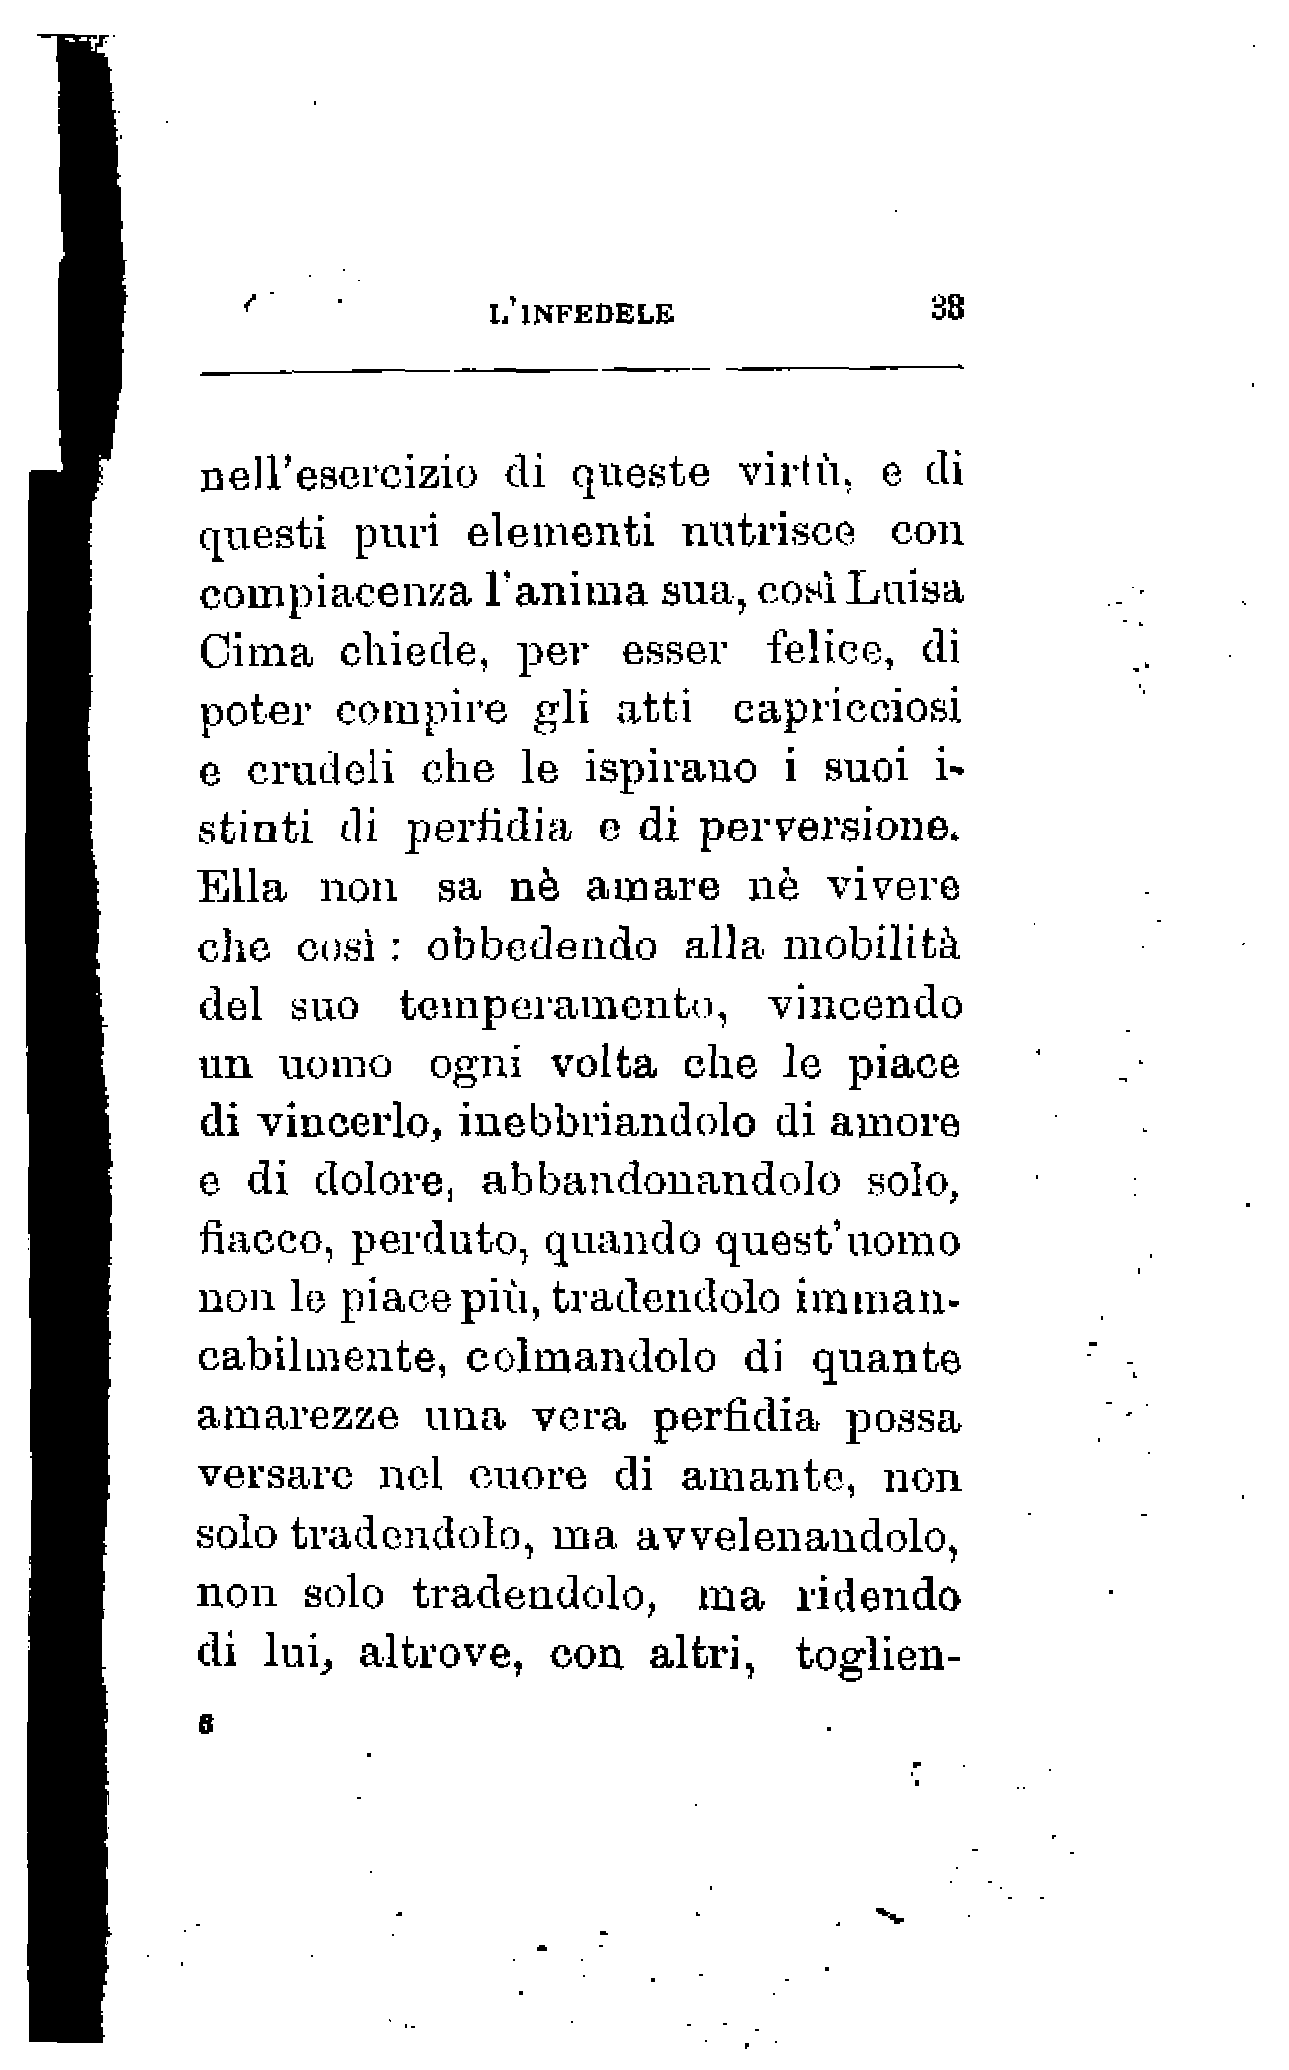 L'INFEDELE 33
nell'esercizio di queste virtù, e di
questi puri elementi nutrisce con
compiacenza l'anima sua, così Luisa
Cima chiede, per esser felice, di
poter compire gli atti capricciosi
e crudeli che le ispirano i suoi i-
stinti di perfidia e di perversione.
Ella non sa nè amare nè vivere
che così : obbedendo alla mobilità
del suo temperamento, vincendo
un uomo ogni volta che le piace
di vincerlo, inebbriandolo di amore
e di dolore, abbandonandolo solo,
fiacco, perduto, quando quest'uomo
non le piace più, tradendolo imman-
cabilmente, colmandolo di quante
amarezze una vera perfidia possa
versare nel cuore di amante, non
solo tradendolo, ma avvelenandolo,
non solo tradendolo, ma ridendo
di lui, altrove, con altri, toglien-
6